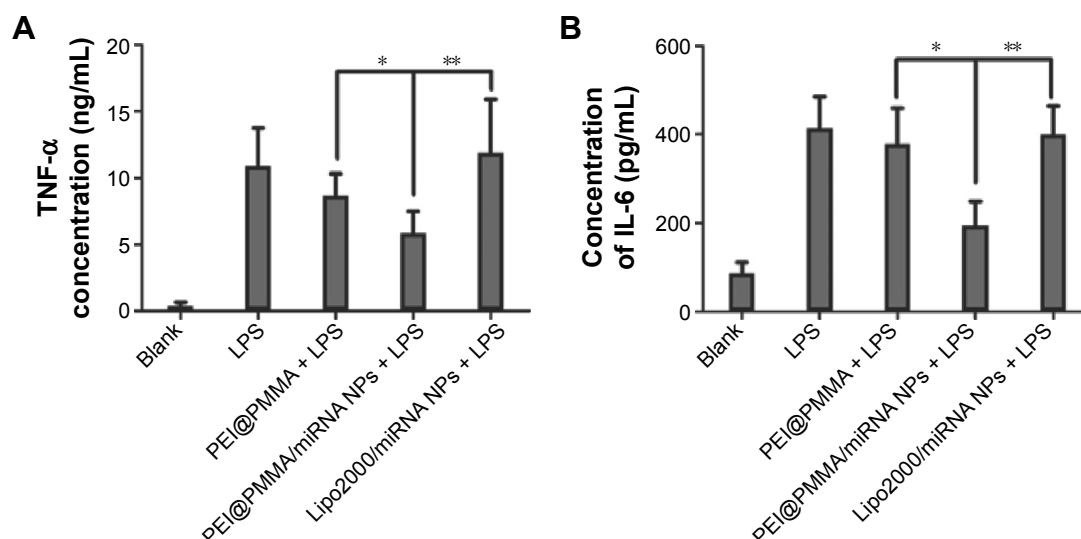 A
TNF-α
concentration (ng/mL)
20
15
10
5
0
* **
Blank
LPS
PEI@PMMA + LPS
PEI@PMMA/miRNA NPs + LPS
Lipo2000/miRNA NPs + LPS
B
Concentration
of IL-6 (pg/mL)
600
400
200
0
* **
Blank
LPS
PEI@PMMA + LPS
PEI@PMMA/miRNA NPs + LPS
Lipo2000/miRNA NPs + LPS